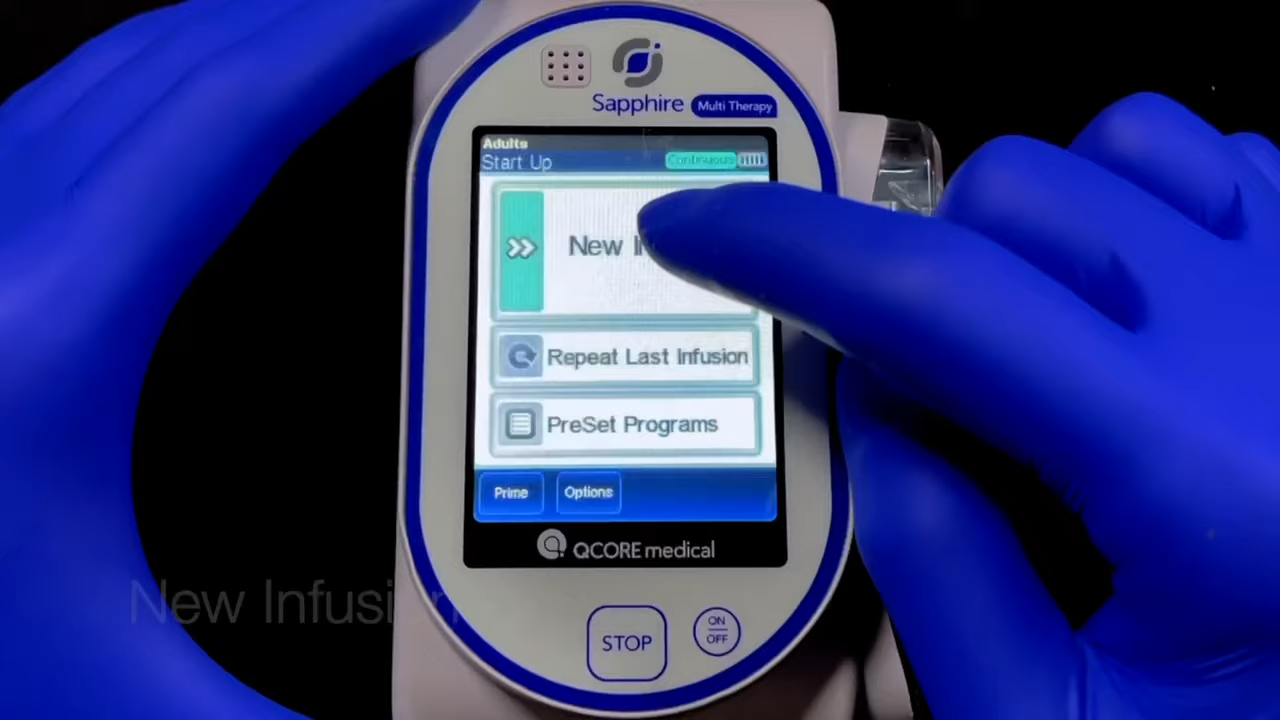 Sapphire Multi Therapy
Adults
Start Up Continuous
New I
Repeat Last Infusion
PreSet Programs
Prime Options
QCORE medical
New Infusion
STOP
ON
OFF